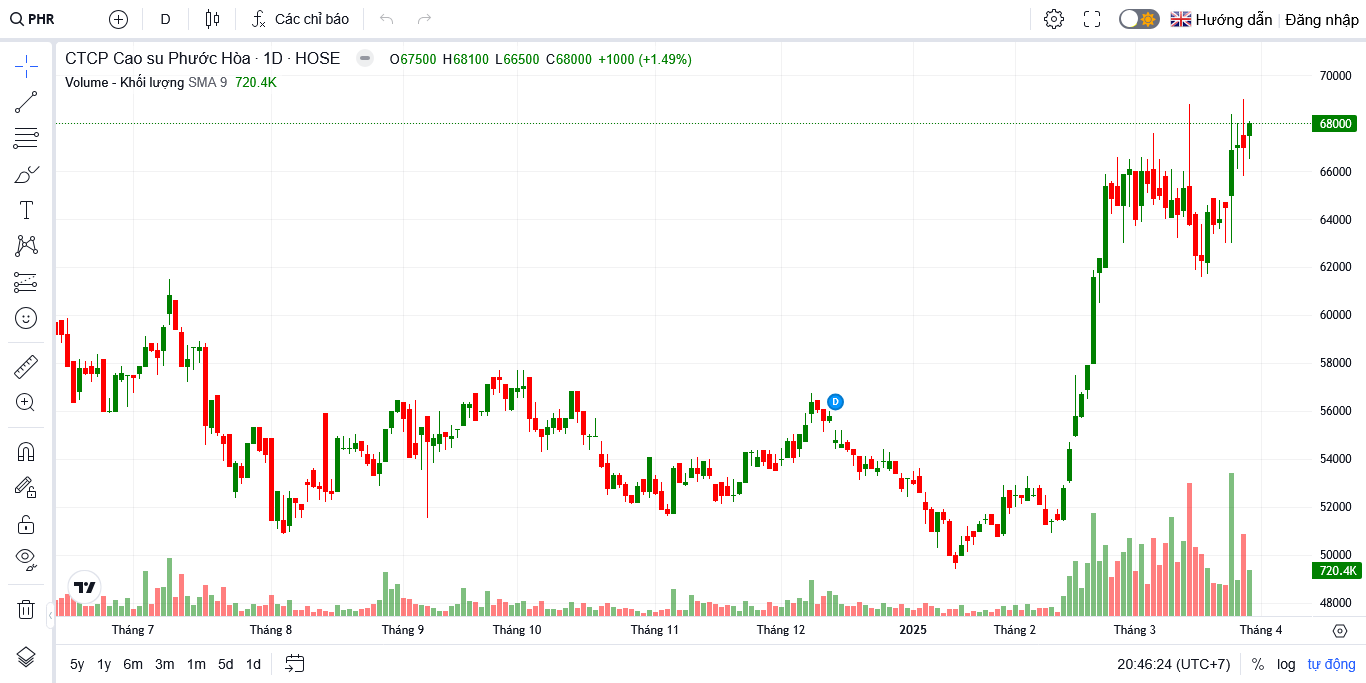 PHR D Các chỉ báo Hướng dẫn Đăng nhập
CTCP Cao su Phước Hòa · 1D · HOSE O67500 H68100 L66500 C68000 +1000 (+1.49%)
Volume - Khối lượng SMA 9 720.4K
70000
68000
66000
64000
62000
60000
58000
56000
D
54000
52000
50000
720.4K
48000
Tháng 7 Tháng 8 Tháng 9 Tháng 10 Tháng 11 Tháng 12 2025 Tháng 2 Tháng 3 Tháng 4
5y 1y 6m 3m 1m 5d 1d 20:46:24 (UTC+7) % log tự động